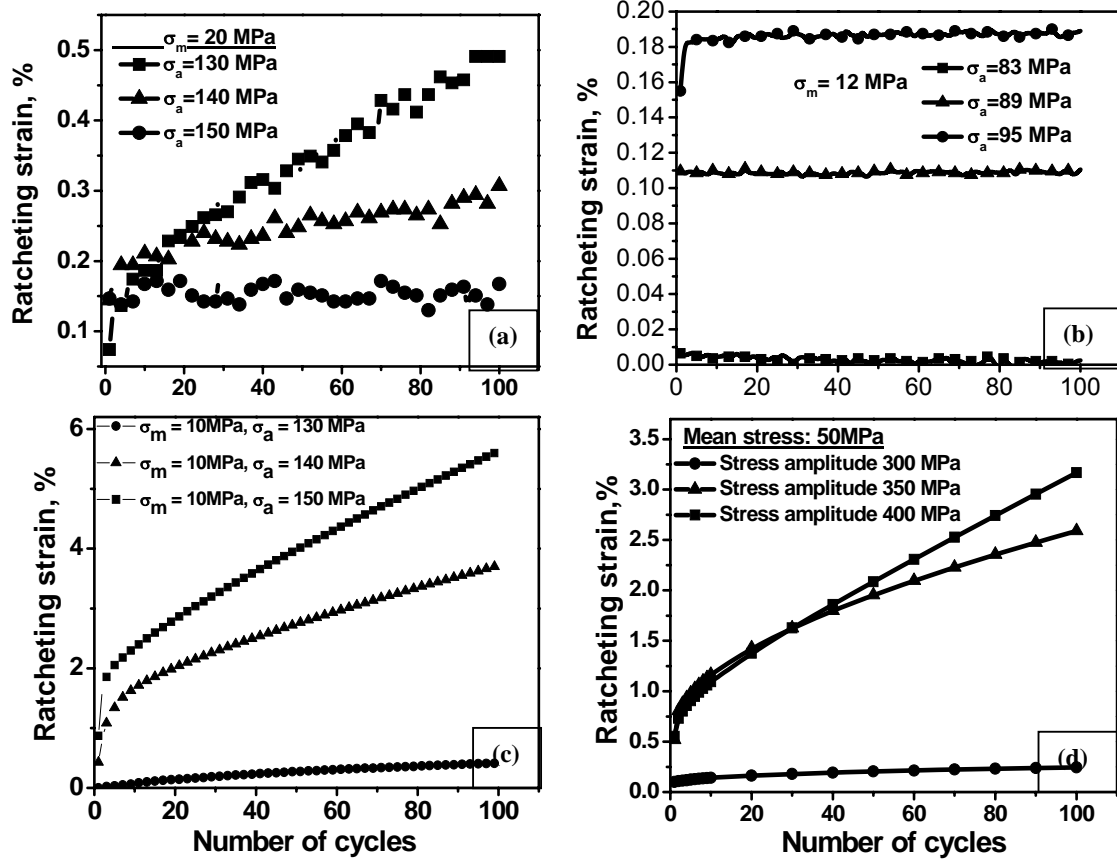 σm= 20 MPa
σa=130 MPa
σa=140 MPa
σa=150 MPa
0.5
0.4
0.3
0.2
0.1
0 20 40 60 80 100
Ratcheting strain, %
(a)
σm= 12 MPa
σa=83 MPa
σa=89 MPa
σa=95 MPa
0.20
0.18
0.16
0.14
0.12
0.10
0.08
0.06
0.04
0.02
0.00
0 20 40 60 80 100
Ratcheting strain, %
(b)
σm = 10MPa, σa = 130 MPa
σm = 10MPa, σa = 140 MPa
σm = 10MPa, σa = 150 MPa
6
4
2
0
0 20 40 60 80 100
Ratcheting strain, %
Number of cycles
(c)
Mean stress: 50MPa
Stress amplitude 300 MPa
Stress amplitude 350 MPa
Stress amplitude 400 MPa
3.5
3.0
2.5
2.0
1.5
1.0
0.5
0.0
0 20 40 60 80 100
Ratcheting strain,%
Number of cycles
(d)